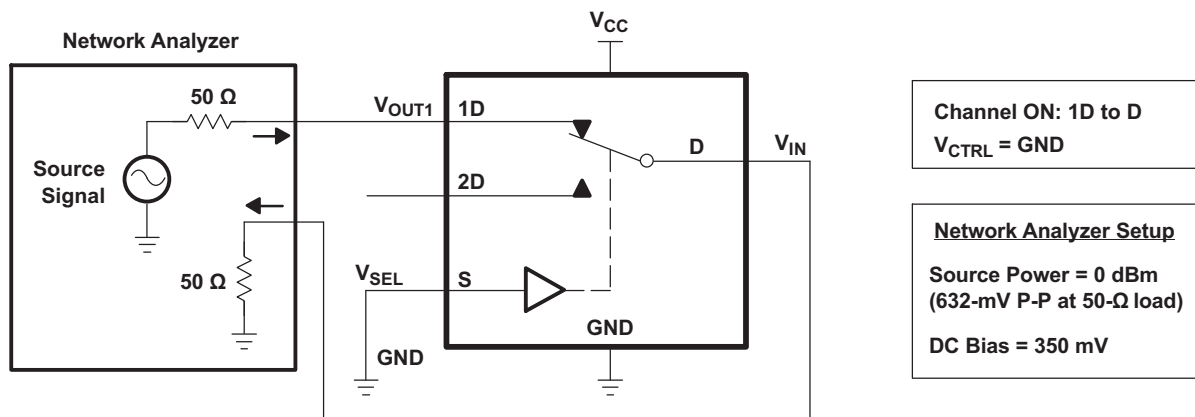 Network Analyzer
50 Ω
Source
Signal
50 Ω
V_OUT1
1D
2D
V_SEL
S
GND
V_CC
D
V_IN
GND
Channel ON: 1D to D
V_CTRL = GND
Network Analyzer Setup
Source Power = 0 dBm
(632-mV P-P at 50-Ω load)
DC Bias = 350 mV